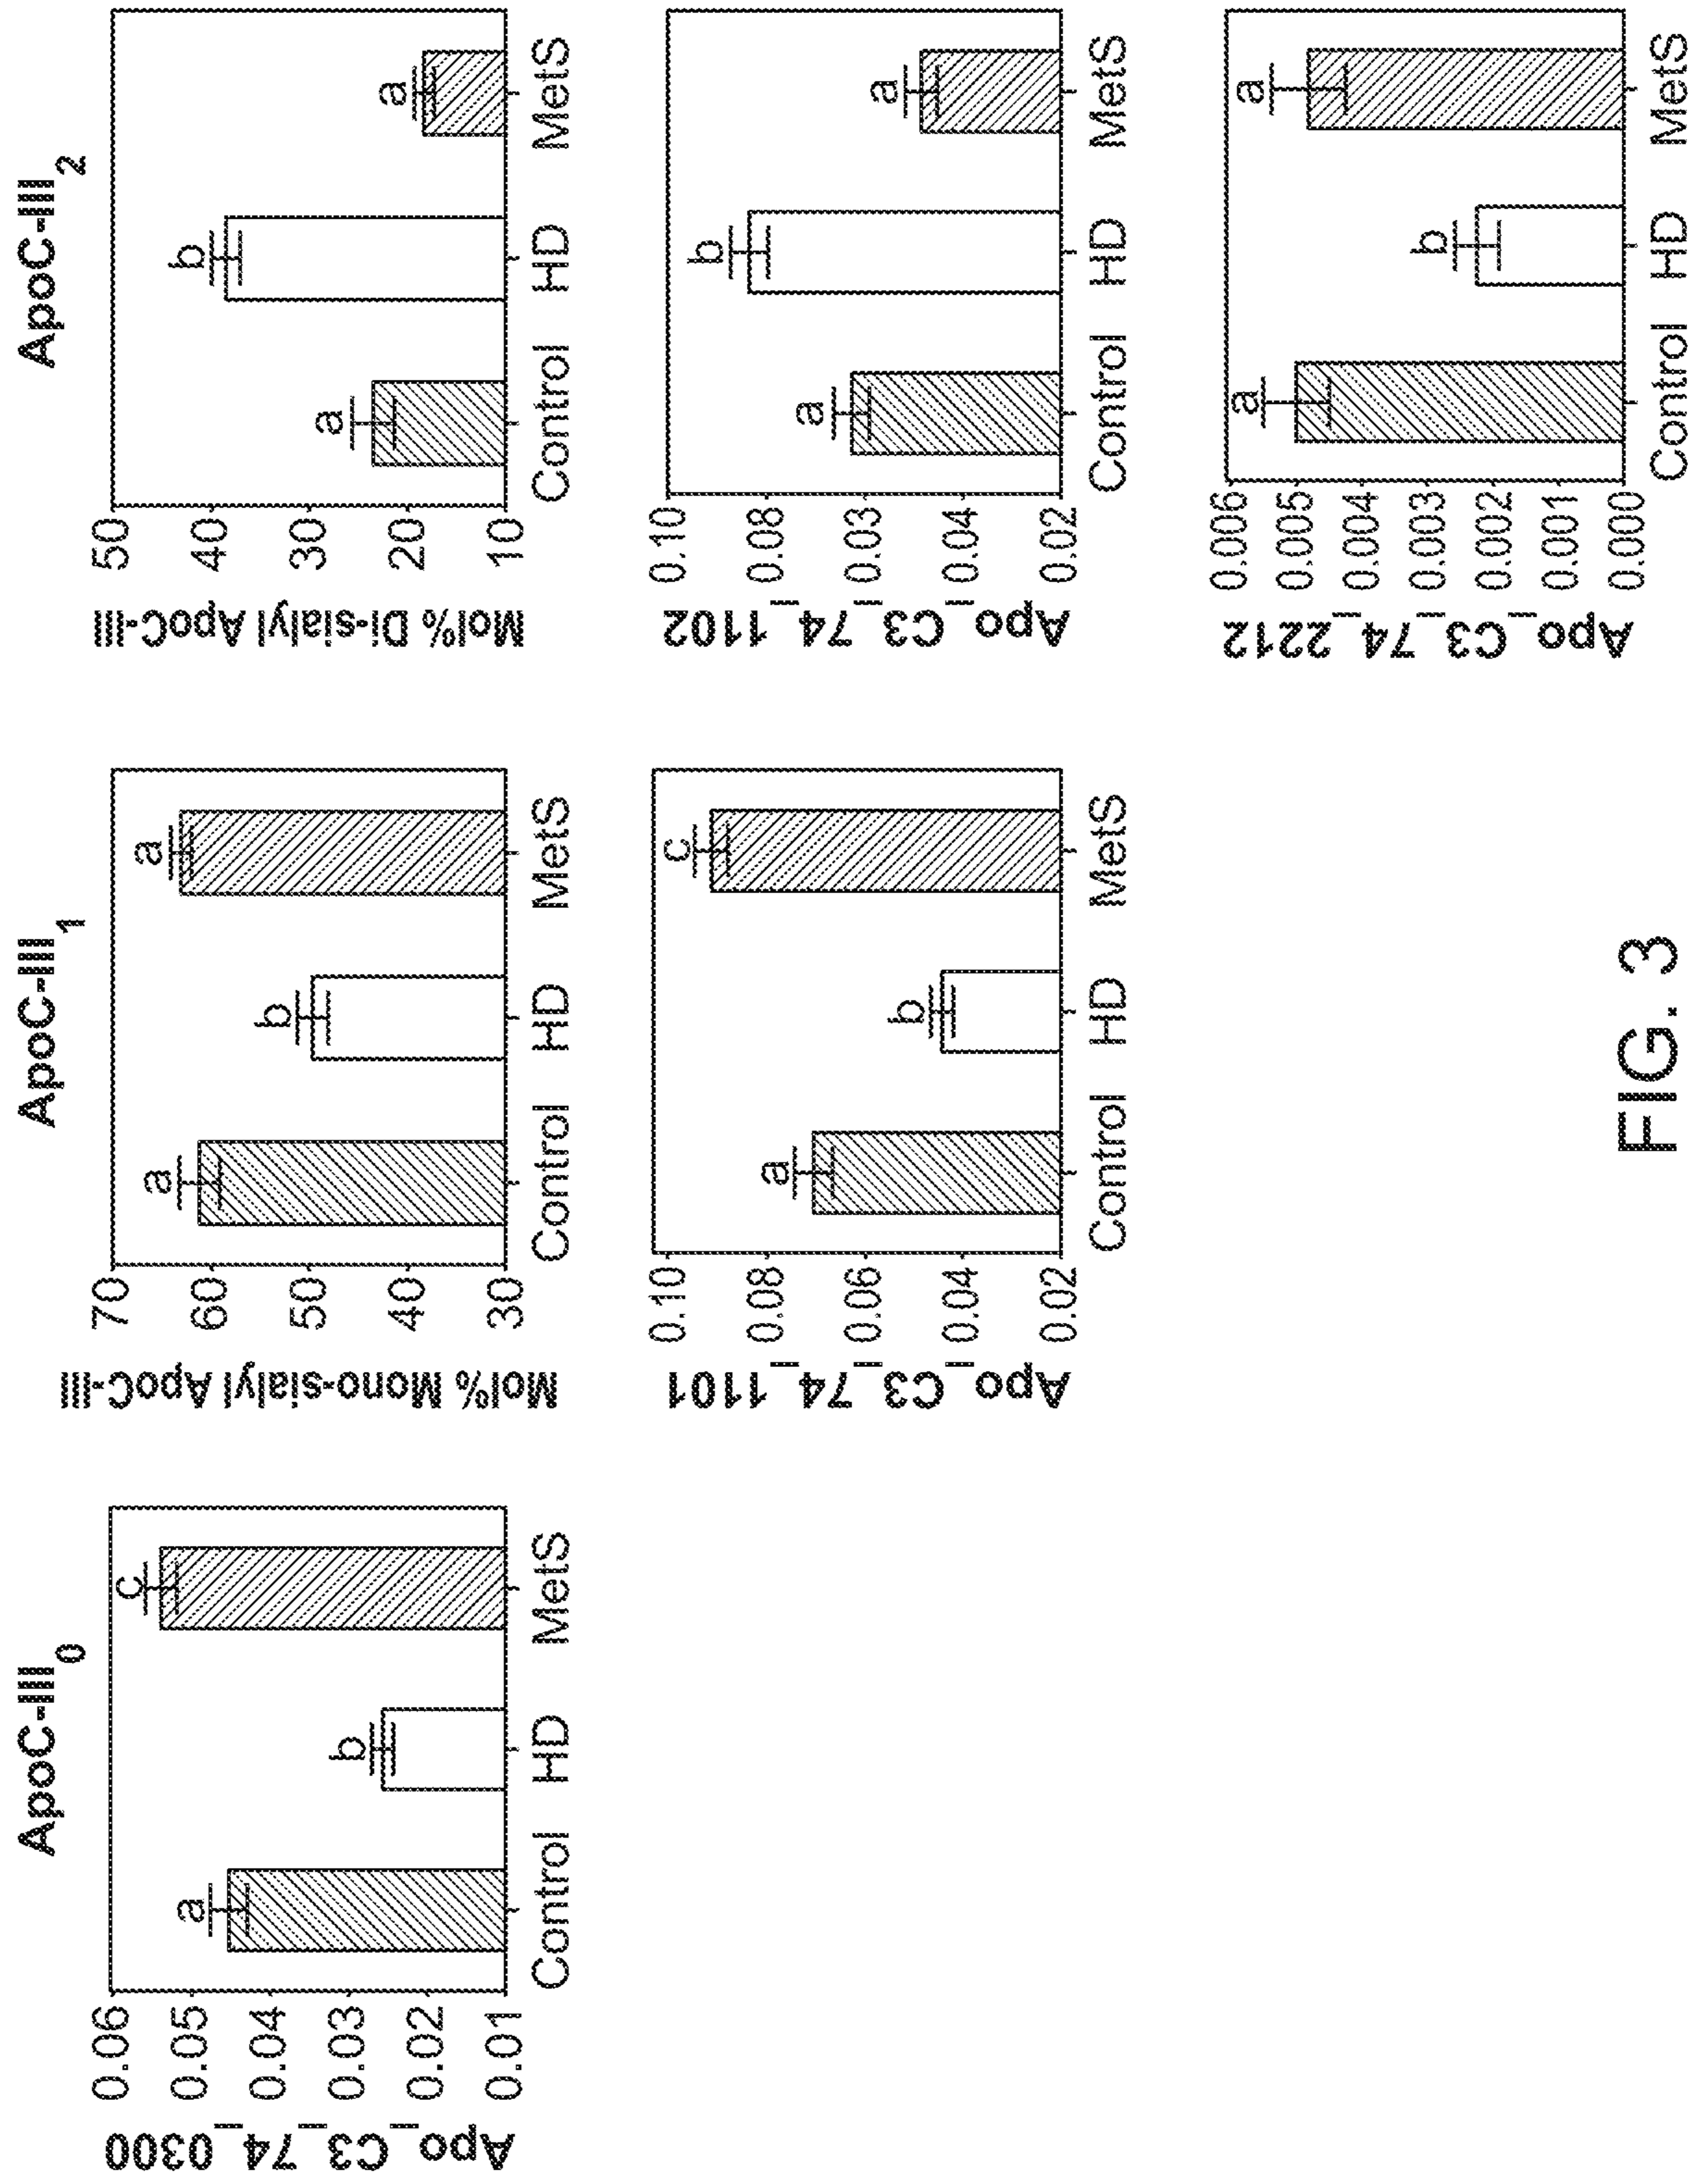 ApoC-III0
Apo_C3_74_0300
0.06
0.05
0.04
0.03
0.02
0.01
a
b
c
Control HD MetS
ApoC-III1
Mol% Mono-sialyl ApoC-III
70
60
50
40
30
a
b
a
Control HD MetS
Apo_C3_74_1101
0.10
0.08
0.06
0.04
0.02
a
b
c
Control HD MetS
ApoC-III2
Mol% Di-sialyl ApoC-III
50
40
30
20
10
a
b
a
Control HD MetS
Apo_C3_74_1102
0.10
0.08
0.03
0.04
0.02
a
b
a
Control HD MetS
Apo_C3_74_2212
0.006
0.005
0.004
0.003
0.002
0.001
0.000
a
b
a
Control HD MetS
FIG. 3